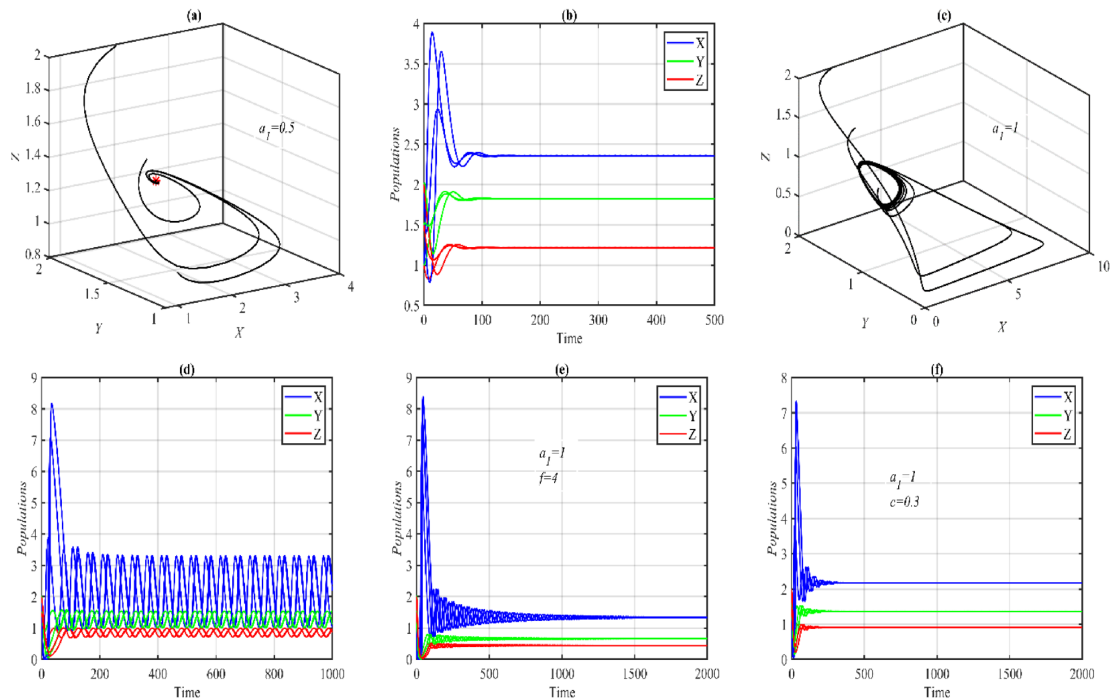 (a)
2
1.8
1.6
1.4
1.2
1
0.8
Z
a1=0.5
2
1.5
1
Y
1
2
3
4
X
(b)
4
3.5
3
2.5
2
1.5
1
0.5
Populations
X
Y
Z
0
100
200
300
400
500
Time
(c)
2
1.5
1
0.5
0
Z
a1=1
2
1
0
Y
0
5
10
X
(d)
9
8
7
6
5
4
3
2
1
0
Populations
X
Y
Z
0
200
400
600
800
1000
Time
(e)
9
8
7
6
5
4
3
2
1
0
Populations
X
Y
Z
a1=1
f=4
0
500
1000
1500
2000
Time
(f)
8
7
6
5
4
3
2
1
0
Populations
X
Y
Z
a1=1
c=0.3
0
500
1000
1500
2000
Time